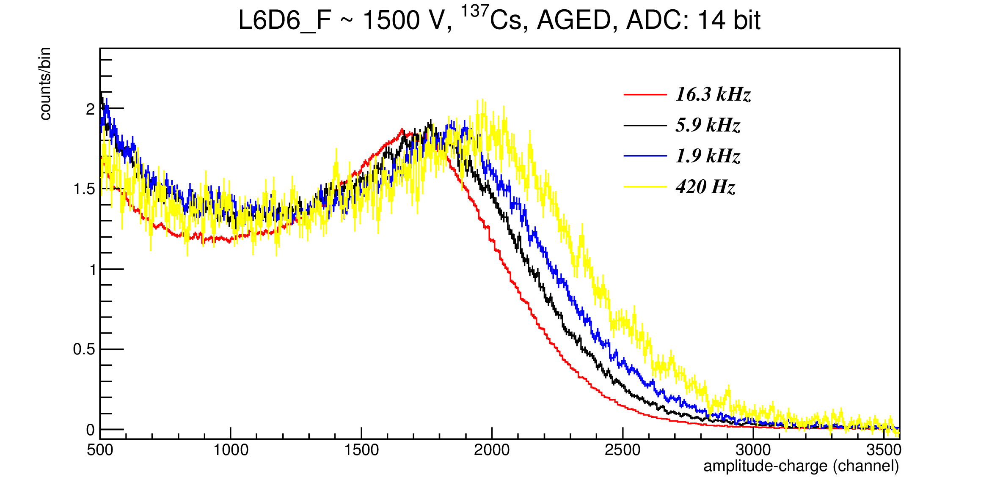 L6D6_F ~ 1500 V, ¹³⁷Cs, AGED, ADC: 14 bit
counts/bin
2
1.5
1
0.5
0
16.3 kHz
5.9 kHz
1.9 kHz
420 Hz
500 1000 1500 2000 2500 3000 3500
amplitude-charge (channel)